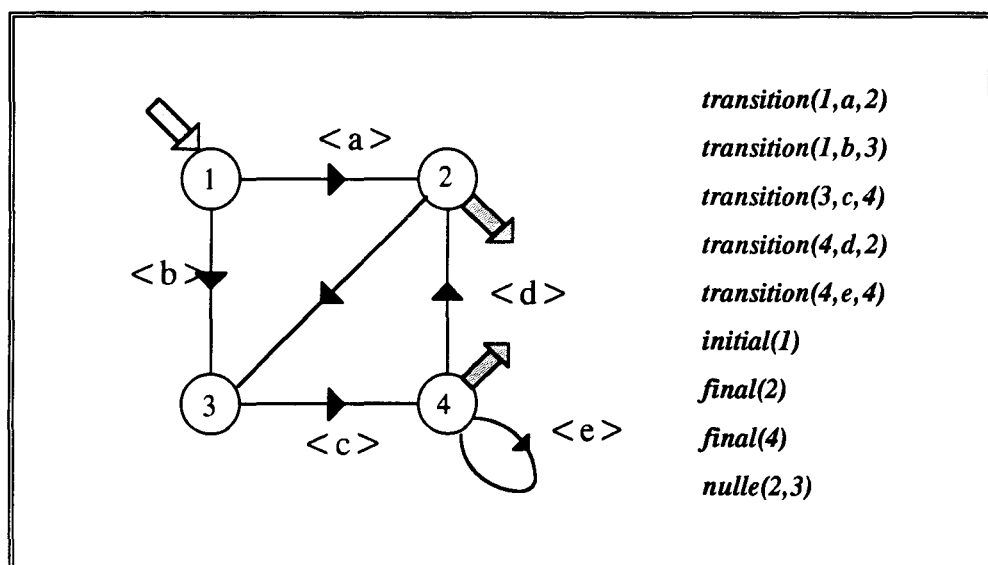 <a>
1
2
<b>
<d>
3
4
<c>
<e>
transition(1,a,2)
transition(1,b,3)
transition(3,c,4)
transition(4,d,2)
transition(4,e,4)
initial(1)
final(2)
final(4)
nulle(2,3)